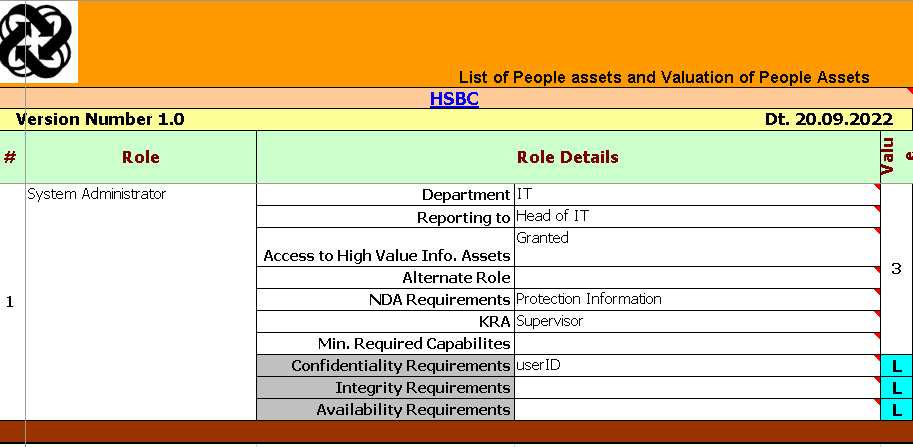 List of People assets and Valuation of People Assets
HSBC
Version Number 1.0 Dt. 20.09.2022
# Role Role Details Value
System Administrator Department IT
Reporting to Head of IT
Granted
Access to High Value Info. Assets
Alternate Role 3
1 NDA Requirements Protection Information
KRA Supervisor
Min. Required Capabilites
Confidentiality Requirements userID L
Integrity Requirements L
Availability Requirements L